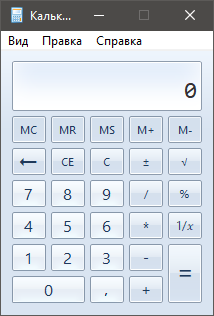 Кальк...
Вид Правка Справка
0
MC MR MS M+ M-
← CE C ± √
7 8 9 / %
4 5 6 * 1/x
1 2 3 - =
0 , +